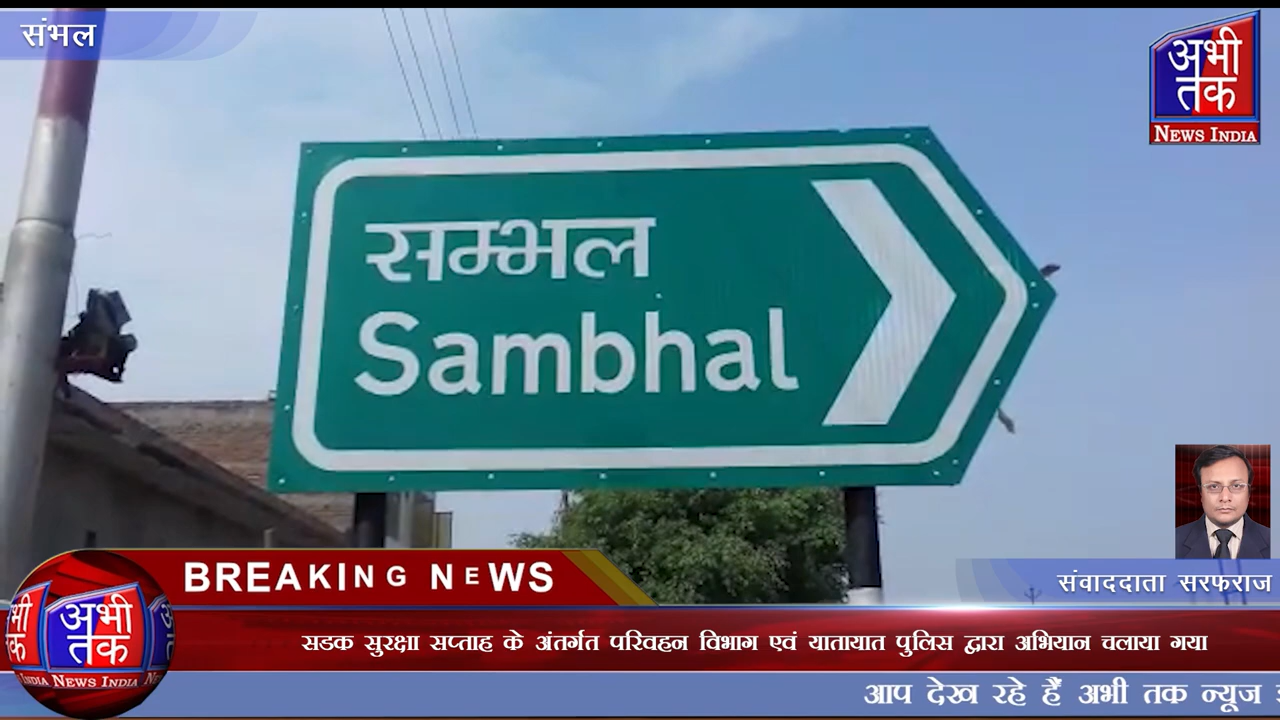 संभल
अभी
तक
NEWS INDIA
सम्भल
Sambhal
BREAKING NEWS
संवाददाता सरफराज
अभी
तक
NEWS INDIA
सडक सुरक्षा सप्ताह के अंतर्गत परिवहन विभाग एवं यातायात पुलिस द्वारा अभियान चलाया गया
आप देख रहे हैं अभी तक न्यूज